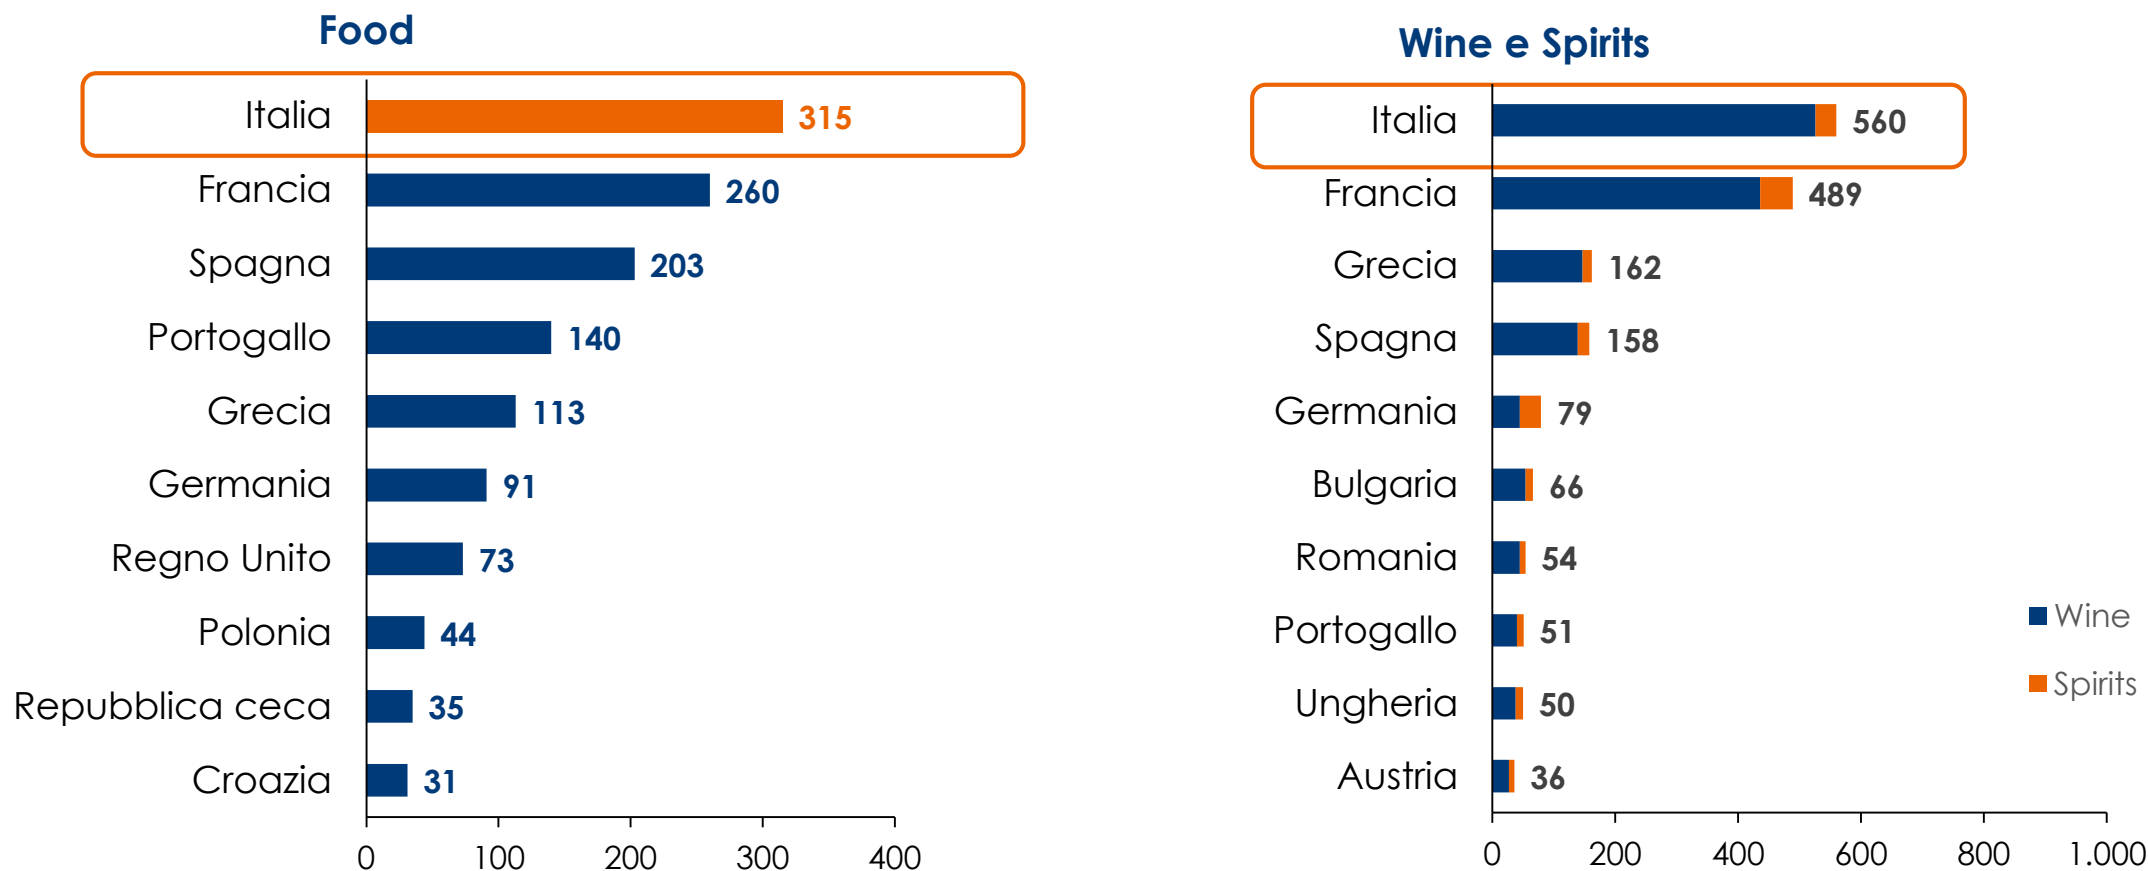 Food
Italia 315
Francia 260
Spagna 203
Portogallo 140
Grecia 113
Germania 91
Regno Unito 73
Polonia 44
Repubblica ceca 35
Croazia 31
0 100 200 300 400
Wine e Spirits
Italia 560
Francia 489
Grecia 162
Spagna 158
Germania 79
Bulgaria 66
Romania 54
Portogallo 51
Ungheria 50
Austria 36
0 200 400 600 800 1.000
Wine
Spirits